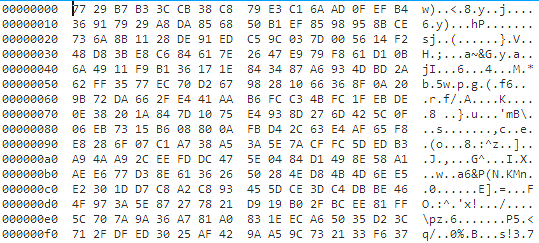 00000000 77 29 B7 B3 3C CB 38 C8 79 E3 C1 6A AD 0F EF B4 w)..<.8.y..j....
00000010 36 91 79 29 A8 DA 85 68 50 B1 EF 85 98 95 8B CE 6.y)...hP.......
00000020 73 6A 8B 11 28 DE 91 ED C5 9C 03 7D 00 56 14 F2 sj..(......}.V..
00000030 48 D8 3B E8 C6 84 61 7E 26 47 E9 79 F8 61 D1 0B H.;...a~&G.y.a..
00000040 6A 49 11 F9 B1 36 17 1E 84 34 87 A6 93 4D BD 2A jI...6...4...M.*
00000050 62 FF 35 77 EC 70 D2 67 98 28 10 66 36 8F 0A 20 b.5w.p.g.(.f6..
00000060 9B 72 DA 66 2F E4 41 AA B6 FC C3 4B FC 1F EB DE .r.f/.A....K....
00000070 0E 38 20 1A 84 7D 10 75 E4 93 8D 27 6D 42 5C 0F .8 ..}.u...'mB\.
00000080 06 EB 73 15 B6 08 80 0A FB D4 2C 63 E4 AF 65 F8 ..s.......,c..e.
00000090 E8 28 6F 07 C1 A7 38 A5 3A 5E 7A CF FC 5D ED B3 .(o...8.:^z..]..
000000a0 A9 4A A9 2C EE FD DC 47 5E 04 84 D1 49 8E 58 A1 .J.,...G^...I.X.
000000b0 AE E6 77 D3 8E 61 36 26 50 28 4E D8 4B 4D 6E E5 ..w..a6&P(N.KMn.
000000c0 E2 30 1D D7 C8 A2 C8 93 45 5D CE 3D C4 DB BE 46 .0......E].=...F
000000d0 4F 97 3A 5E 87 27 78 21 D9 19 B0 2F BC EE 81 FF O.:^.'x!.../....
000000e0 5C 70 7A 9A 36 A7 81 A0 83 1E EC A6 50 35 D2 3C \pz.6.......P5.<
000000f0 71 2F DF ED 30 25 AF 42 9A A5 9C 73 21 33 F6 37 q/..0%.B...s!3.7